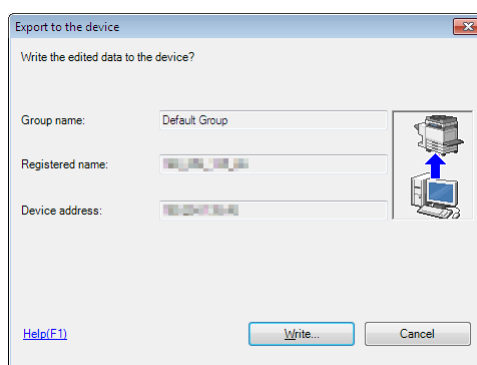 Export to the device
Write the edited data to the device?
Group name: Default Group
Registered name:
Device address:
Help(F1) Write... Cancel